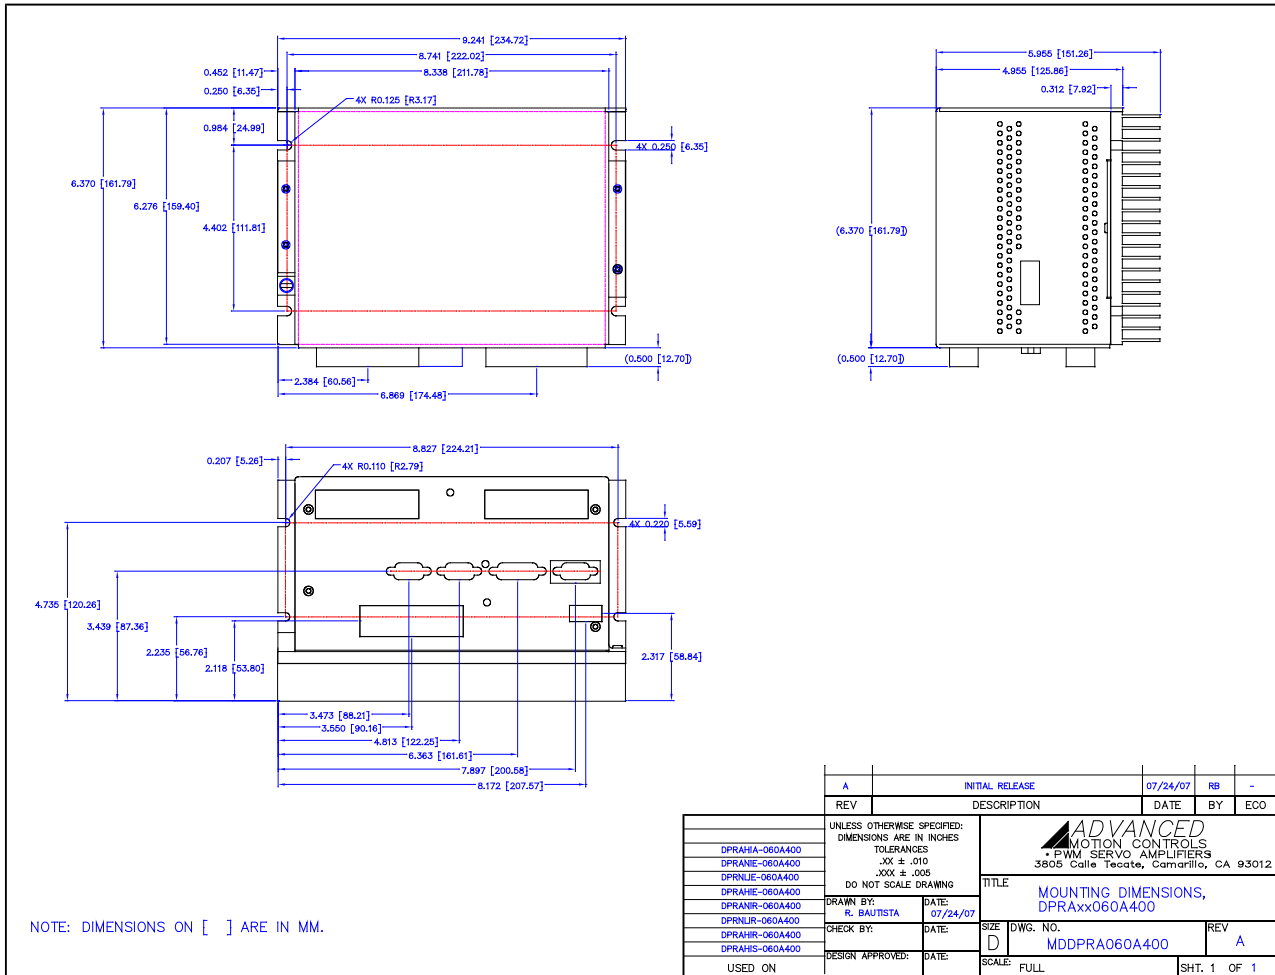 9.241 [234.72]
8.741 [222.02]
0.452 [11.47]
8.338 [211.78]
0.250 [6.35]
4X R0.125 [R3.17]
0.984 [24.99]
4X 0.250 [6.35]
6.370 [161.79]
6.276 [159.40]
4.402 [111.81]
(0.500 [12.70])
2.384 [60.56]
6.869 [174.48]
5.955 [151.26]
4.955 [125.86]
0.312 [7.92]
(6.370 [161.79])
(0.500 [12.70])
8.827 [224.21]
0.207 [5.26]
4X R0.110 [R2.79]
4X 0.220 [5.59]
4.735 [120.26]
3.439 [87.36]
2.235 [56.76]
2.118 [53.80]
2.317 [58.84]
3.473 [88.21]
3.550 [90.16]
4.813 [122.25]
6.363 [161.61]
7.897 [200.58]
8.172 [207.57]
NOTE: DIMENSIONS ON [ ] ARE IN MM.
A INITIAL RELEASE 07/24/07 RB -
REV DESCRIPTION DATE BY ECO
DPRAHIA-060A400
DPRANIE-060A400
DPRNLIE-060A400
DPRAHIE-060A400
DPRANIR-060A400
DPRNLIR-060A400
DPRAHIR-060A400
DPRAHIS-060A400
USED ON
UNLESS OTHERWISE SPECIFIED:
DIMENSIONS ARE IN INCHES
TOLERANCES
.XX ± .010
.XXX ± .005
DO NOT SCALE DRAWING
DRAWN BY: DATE:
R. BAUTISTA 07/24/07
CHECK BY: DATE:
DESIGN APPROVED: DATE:
ADVANCED
MOTION CONTROLS
• PWM SERVO AMPLIFIERS
3805 Calle Tecate, Camarillo, CA 93012
TITLE
MOUNTING DIMENSIONS,
DPRAxx060A400
SIZE DWG. NO. REV
D MDDPRA060A400 A
SCALE: FULL SHT. 1 OF 1